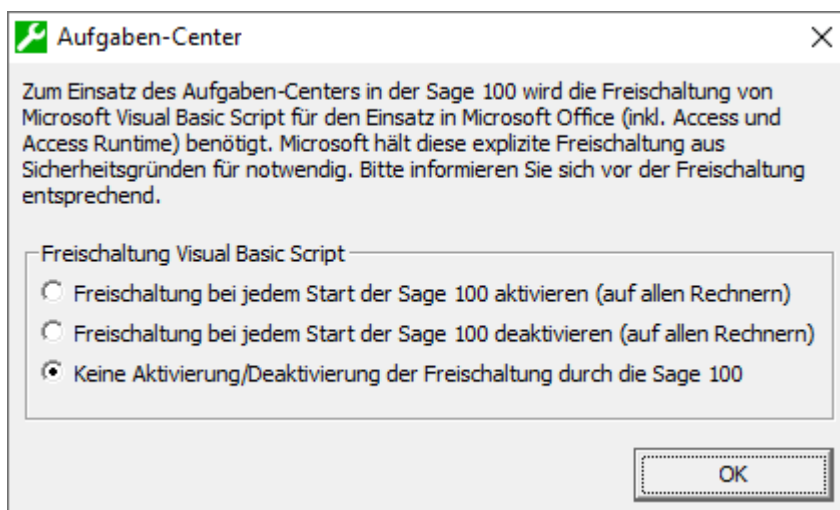 Aufgaben-Center
Zum Einsatz des Aufgaben-Centers in der Sage 100 wird die Freischaltung von
Microsoft Visual Basic Script für den Einsatz in Microsoft Office (inkl. Access und
Access Runtime) benötigt. Microsoft hält diese explizite Freischaltung aus
Sicherheitsgründen für notwendig. Bitte informieren Sie sich vor der Freischaltung
entsprechend.
Freischaltung Visual Basic Script
Freischaltung bei jedem Start der Sage 100 aktivieren (auf allen Rechnern)
Freischaltung bei jedem Start der Sage 100 deaktivieren (auf allen Rechnern)
Keine Aktivierung/Deaktivierung der Freischaltung durch die Sage 100
OK